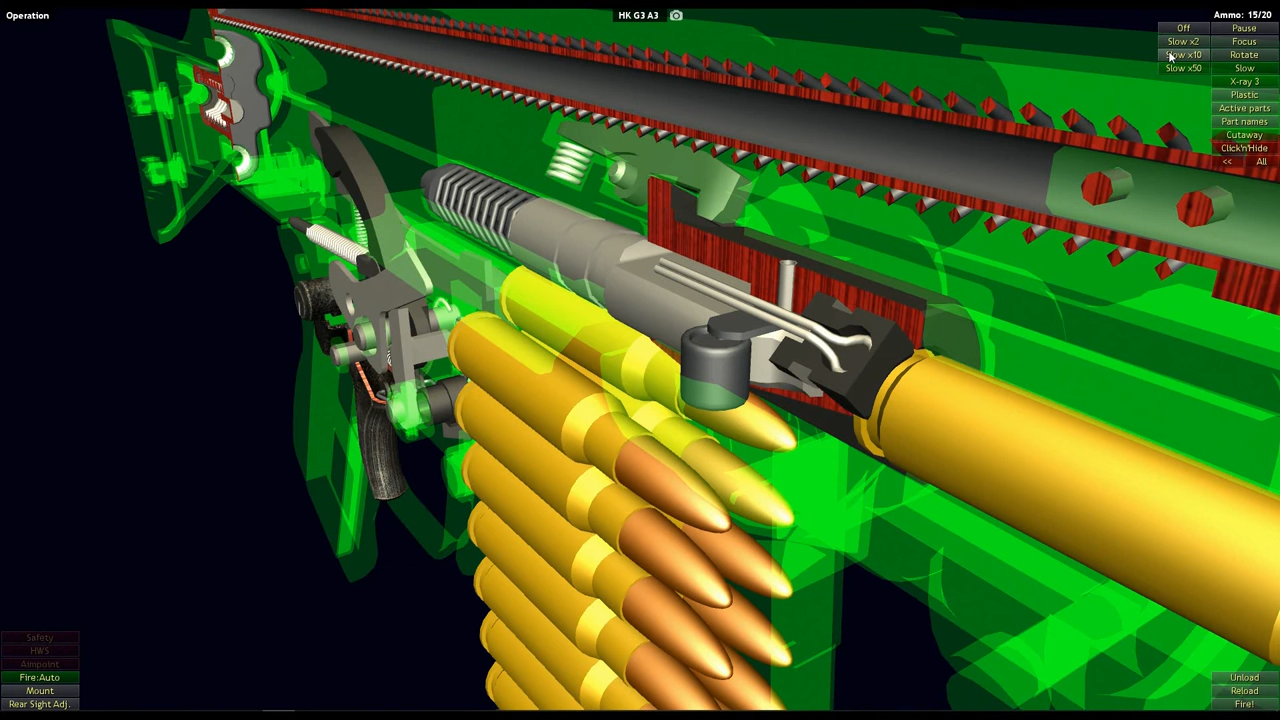 Operation
HK G3 A3
Ammo: 15/20
Off
Pause
Slow x2
Focus
Slow x10
Rotate
Slow x50
Slow
X-ray 3
Plastic
Active parts
Part names
Cutaway
Click'n'Hide
<< All
Safety
HWS
Aimpoint
Fire:Auto
Mount
Rear Sight Adj.
Unload
Reload
Fire!